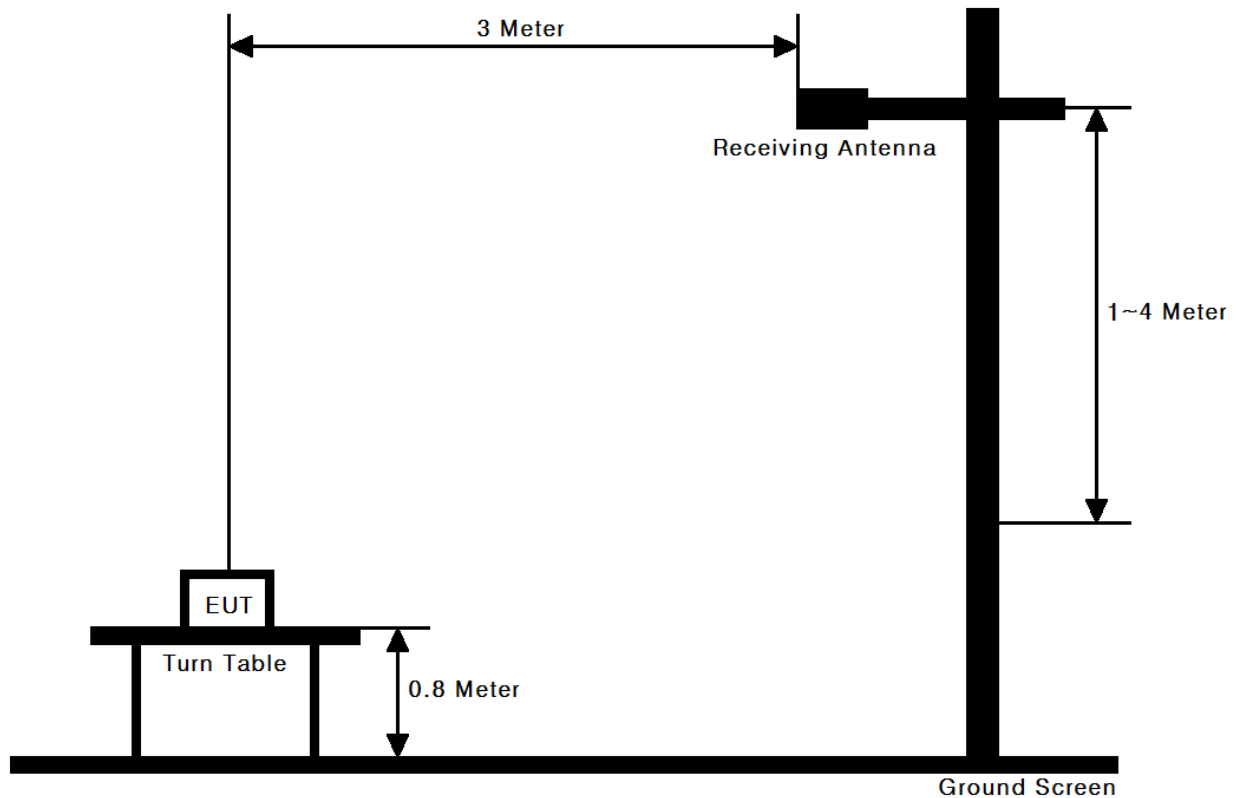 3 Meter
Receiving Antenna
1~4 Meter
EUT
Turn Table
0.8 Meter
Ground Screen